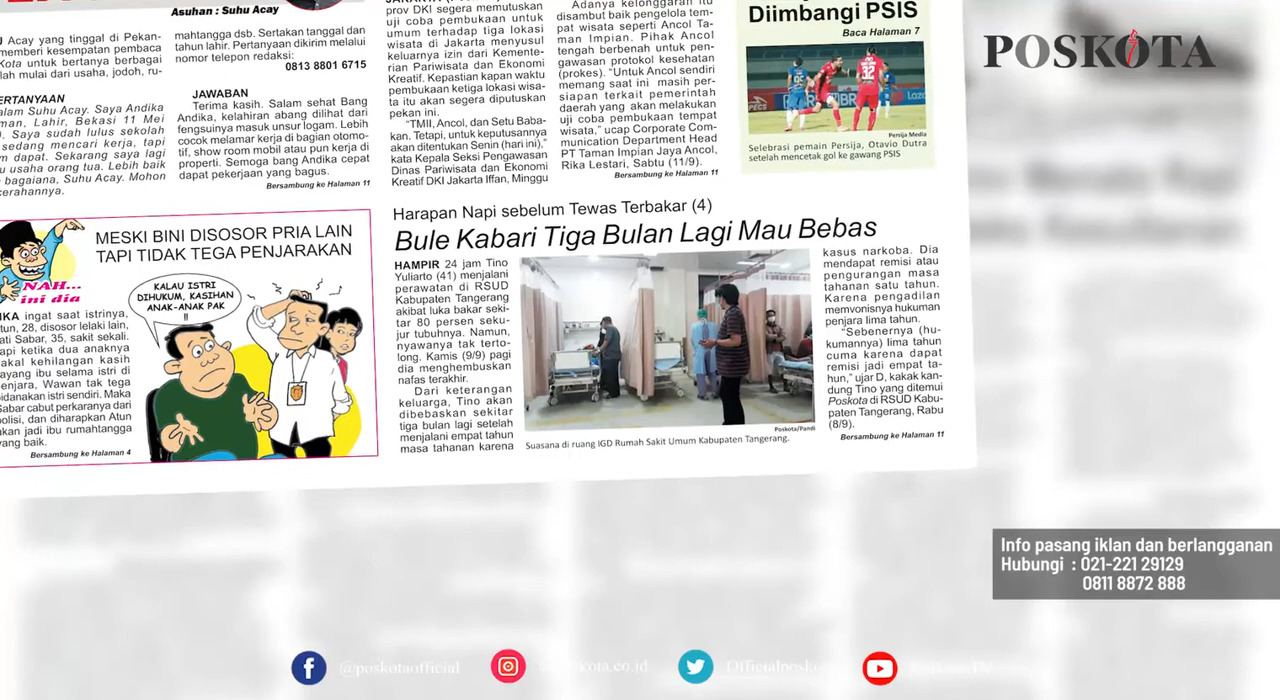 Asuhan : Suhu Acay
Acay yang tinggal di Pekan-
memberi kesempatan pembaca
Kota untuk bertanya berbagai
lah mulai dari usaha, jodoh, ru-
mahtangga dsb. Sertakan tanggal dan
tahun lahir. Pertanyaan dikirim melalui
nomor telepon redaksi:
0813 8801 6715
ERTANYAAN
alam Suhu Acay. Saya Andika
man, Lahir, Bekasi 11 Mei
). Saya sudah lulus sekolah
sedang mencari kerja, tapi
m dapat. Sekarang saya lagi
u usaha orang tua. Lebih baik
bagaiana, Suhu Acay. Mohon
cerahannya.
JAWABAN
Terima kasih. Salam sehat Bang
Andika, kelahiran abang dilihat dari
fengsuinya masuk unsur logam. Lebih
cocok melamar kerja di bagian otomo-
tif, show room mobil atau pun kerja di
properti. Semoga bang Andika cepat
dapat pekerjaan yang bagus.
Bersambung ke Halaman 11
prov DKI segera memutuskan
uji coba pembukaan untuk
umum terhadap tiga lokasi
wisata di Jakarta menyusul
keluarnya izin dari Kemente-
rian Pariwisata dan Ekonomi
Kreatif. Kepastian kapan waktu
pembukaan ketiga lokasi wisa-
ta itu akan segera diputuskan
pekan ini.
“TMII, Ancol, dan Setu Baba-
kan. Tetapi, untuk keputusannya
akan ditentukan Senin (hari ini),”
kata Kepala Seksi Pengawasan
Dinas Pariwisata dan Ekonomi
Kreatif DKI Jakarta Iffan, Minggu
Adanya kelonggaran itu
disambut baik pengelola tem-
pat wisata seperti Ancol Ta-
man Impian. Pihak Ancol
tengah berbenah untuk pen-
gawasan protokol kesehatan
(prokes). “Untuk Ancol sendiri
memang saat ini masih per-
siapan terkait pemerintah
daerah yang akan melakukan
uji coba pembukaan tempat
wisata,” ucap Corporate Com-
munication Department Head
PT Taman Impian Jaya Ancol,
Rika Lestari, Sabtu (11/9).
Bersambung ke Halaman 11
Diimbangi PSIS
Baca Halaman 7
Persija Media
Selebrasi pemain Persija, Otavio Dutra
setelah mencetak gol ke gawang PSIS
POSKOTA
NAH...
ini dia
MESKI BINI DISOSOR PRIA LAIN
TAPI TIDAK TEGA PENJARAKAN
KALAU ISTRI
DIHUKUM, KASIHAN
ANAK-ANAK PAK
!!
IKA ingat saat istrinya,
tun, 28, disosor lelaki lain,
ati Sabar, 35, sakit sekali.
api ketika dua anaknya
akal kehilangan kasih
ayang ibu selama istri di
enjara, Wawan tak tega
idanakan istri sendiri. Maka
Sabar cabut perkaranya dari
polisi, dan diharapkan Atun
akan jadi ibu rumahtangga
yang baik.
Bersambung ke Halaman 4
Harapan Napi sebelum Tewas Terbakar (4)
Bule Kabari Tiga Bulan Lagi Mau Bebas
HAMPIR 24 jam Tino
Yuliarto (41) menjalani
perawatan di RSUD
Kabupaten Tangerang
akibat luka bakar seki-
tar 80 persen seku-
jur tubuhnya. Namun,
nyawanya tak terto-
long. Kamis (9/9) pagi
dia menghembuskan
nafas terakhir.
Dari keterangan
keluarga, Tino akan
dibebaskan sekitar
tiga bulan lagi setelah
menjalani empat tahun
masa tahanan karena
Poskota/Pandi
Suasana di ruang IGD Rumah Sakit Umum Kabupaten Tangerang.
kasus narkoba. Dia
mendapat remisi atau
pengurangan masa
tahanan satu tahun.
Karena pengadilan
memvonisnya hukuman
penjara lima tahun.
“Sebenernya (hu-
kumannya) lima tahun
cuma karena dapat
remisi jadi empat ta-
hun,” ujar D, kakak kan-
dung Tino yang ditemui
Poskota di RSUD Kabu-
paten Tangerang, Rabu
(8/9).
Bersambung ke Halaman 11
Info pasang iklan dan berlangganan
Hubungi : 021-221 29129
0811 8872 888
@poskotaofficial
kota.co.id
Officialposko